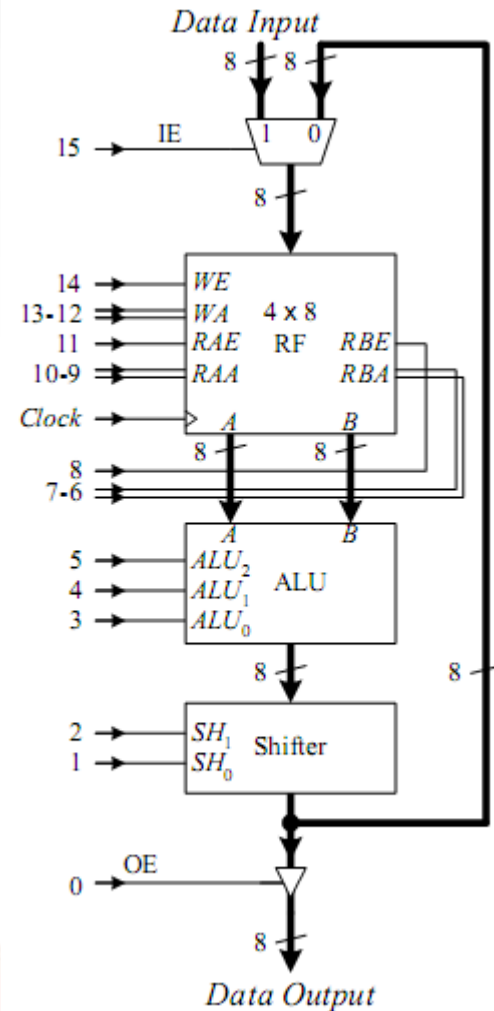 Data Input
8 8
1 0
15 IE
8
14 WE
13-12 WA 4 x 8
11 RAE RF RBE
10-9 RAA RBA
Clock A B
8 8
8
7-6
A B
5 ALU2
4 ALU1 ALU
3 ALU0
8 8
2 SH1 Shifter
1 SH0
OE
0
8
Data Output